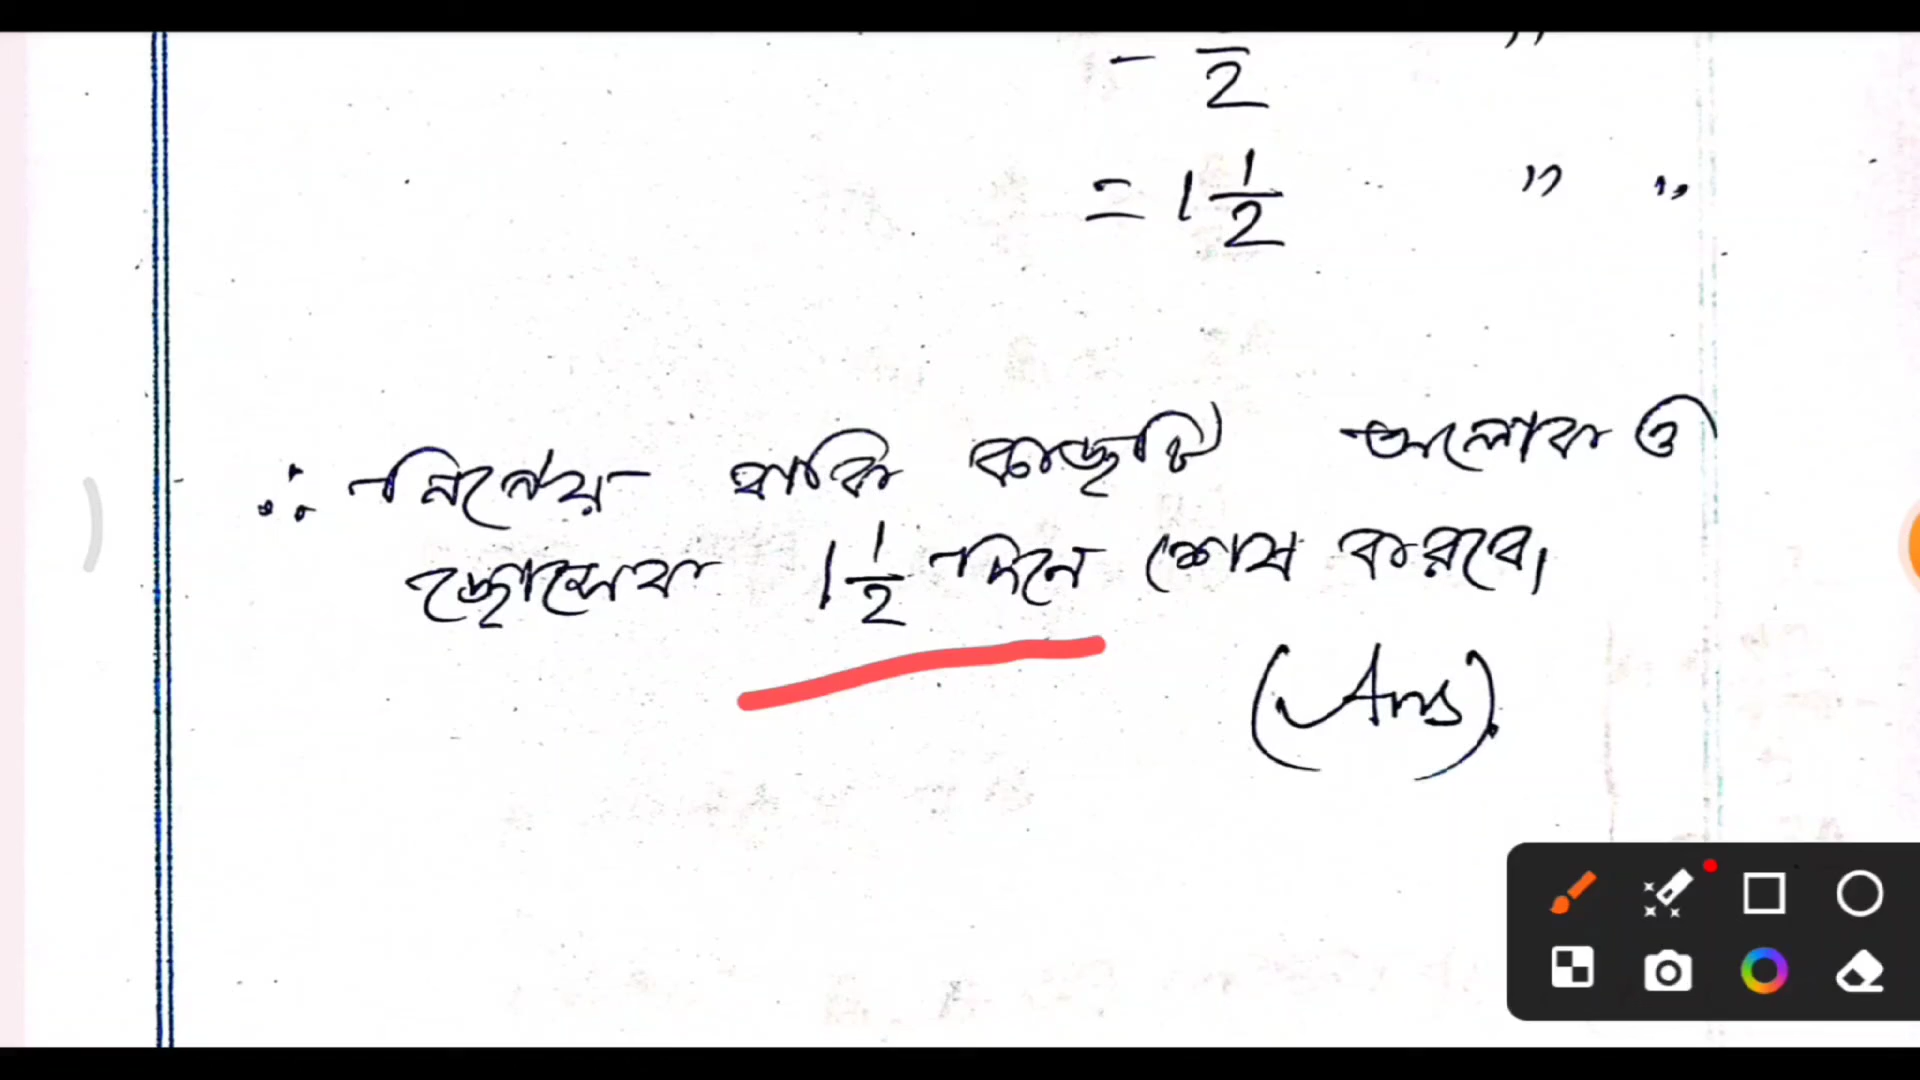 - —/2 "
= 1 1/2 " "
∴ নির্ণেয় বাকি কাজটি অলোক ও
হোসেন 1 1/2 দিনে শেষ করবে।
(Ans).